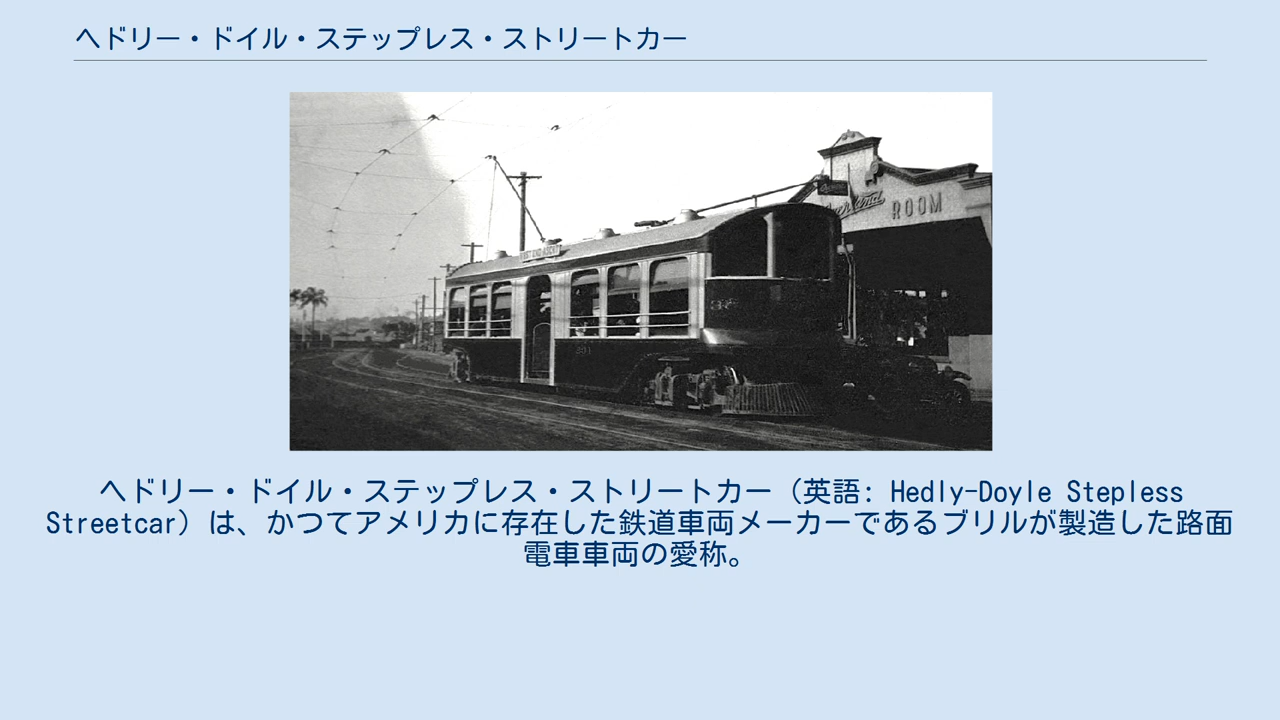 ヘドリー・ドイル・ステップレス・ストリートカー
ROOM
ヘドリー・ドイル・ステップレス・ストリートカー（英語: Hedly-Doyle Stepless
Streetcar）は、かつてアメリカに存在した鉄道車両メーカーであるブリルが製造した路面
電車車両の愛称。